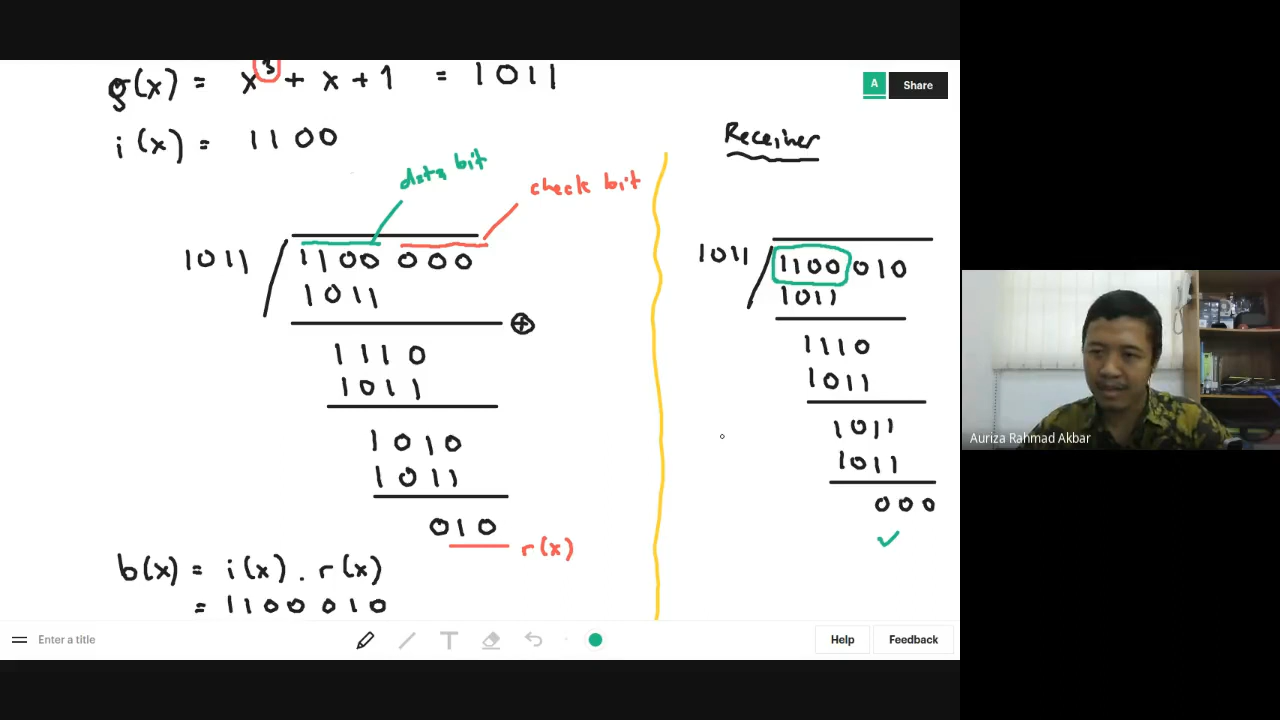 g(x) = x³ + x + 1 = 1011
i(x) = 1100
data bit
check bit
1011 1100 000
1011
⊕
1110
1011
1010
1011
010
r(x)
b(x) = i(x) . r(x)
= 1100 010
A Share
Receiver
1011 1100 010
1011
1110
1011
1011
1011
000
✓
Auriza Rahmad Akbar
Enter a title
T
Help
Feedback